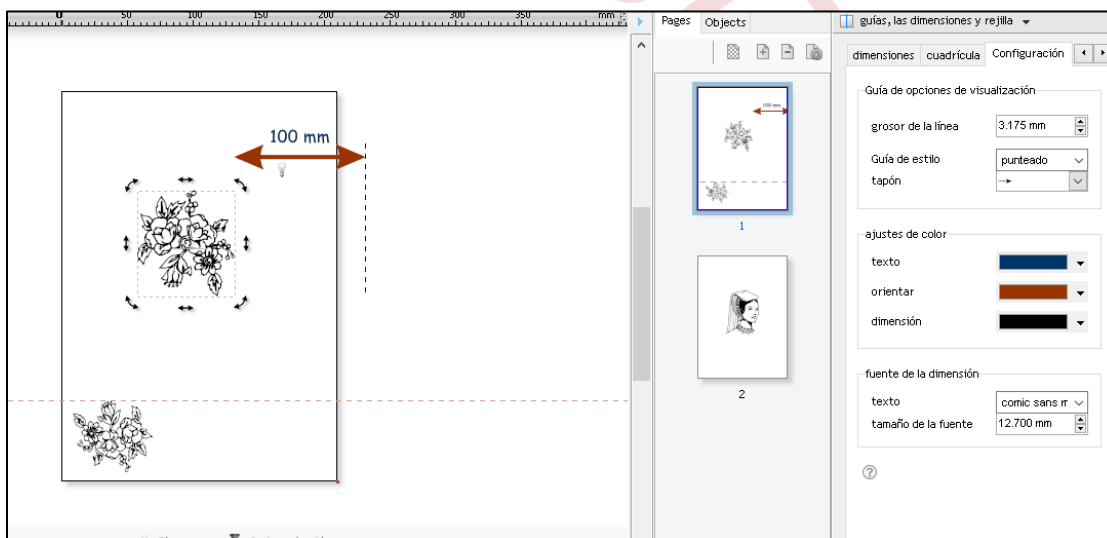 0 50 100 150 200 250 300 350 mm
Pages Objects
guías, las dimensiones y rejilla
dimensiones cuadrícula Configuración
Guía de opciones de visualización
grosor de la línea 3.175 mm
Guía de estilo punteado
tapón
100 mm
100 mm
1
ajustes de color
texto
orientar
dimensión
fuente de la dimensión
texto comic sans m
tamaño de la fuente 12.700 mm
2